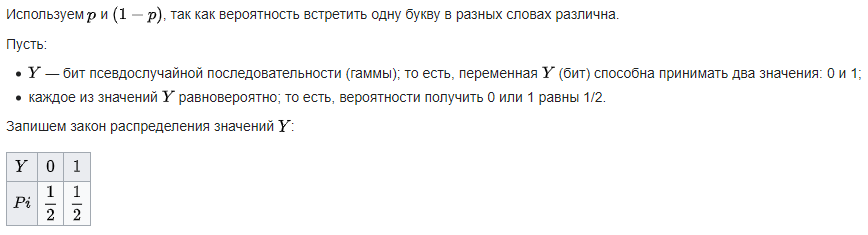 Используем p и (1 − p), так как вероятность встретить одну букву в разных словах различна.
Пусть:
• Y — бит псевдослучайной последовательности (гаммы); то есть, переменная Y (бит) способна принимать два значения: 0 и 1;
• каждое из значений Y равновероятно; то есть, вероятности получить 0 или 1 равны 1/2.
Запишем закон распределения значений Y:
Y 0 1
Pi 1/2 1/2